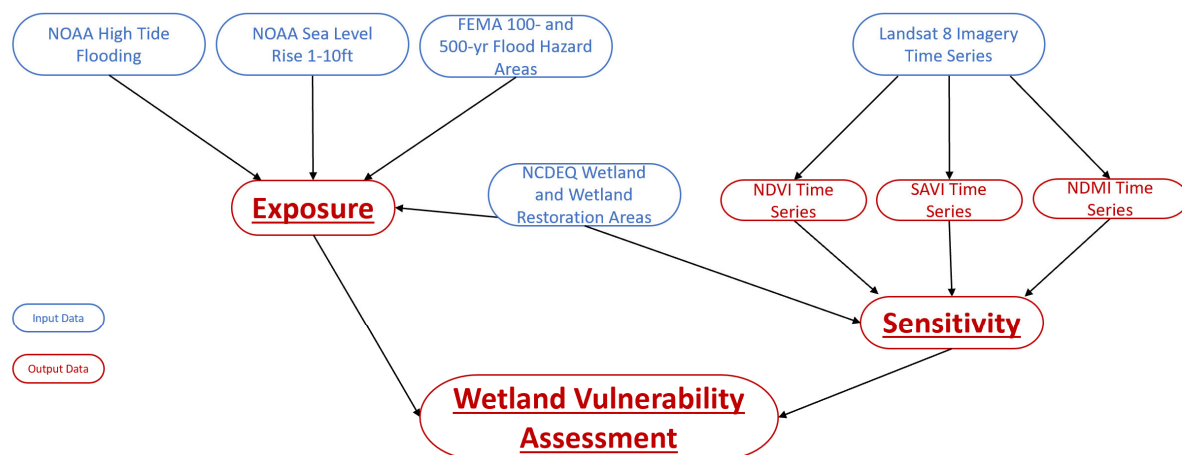 NOAA High Tide
Flooding
NOAA Sea Level
Rise 1-10ft
FEMA 100- and
500-yr Flood Hazard
Areas
Landsat 8 Imagery
Time Series
NCDEQ Wetland
and Wetland
Restoration Areas
NDVI Time
Series
SAVI Time
Series
NDMI Time
Series
Exposure
Sensitivity
Input Data
Output Data
Wetland Vulnerability
Assessment